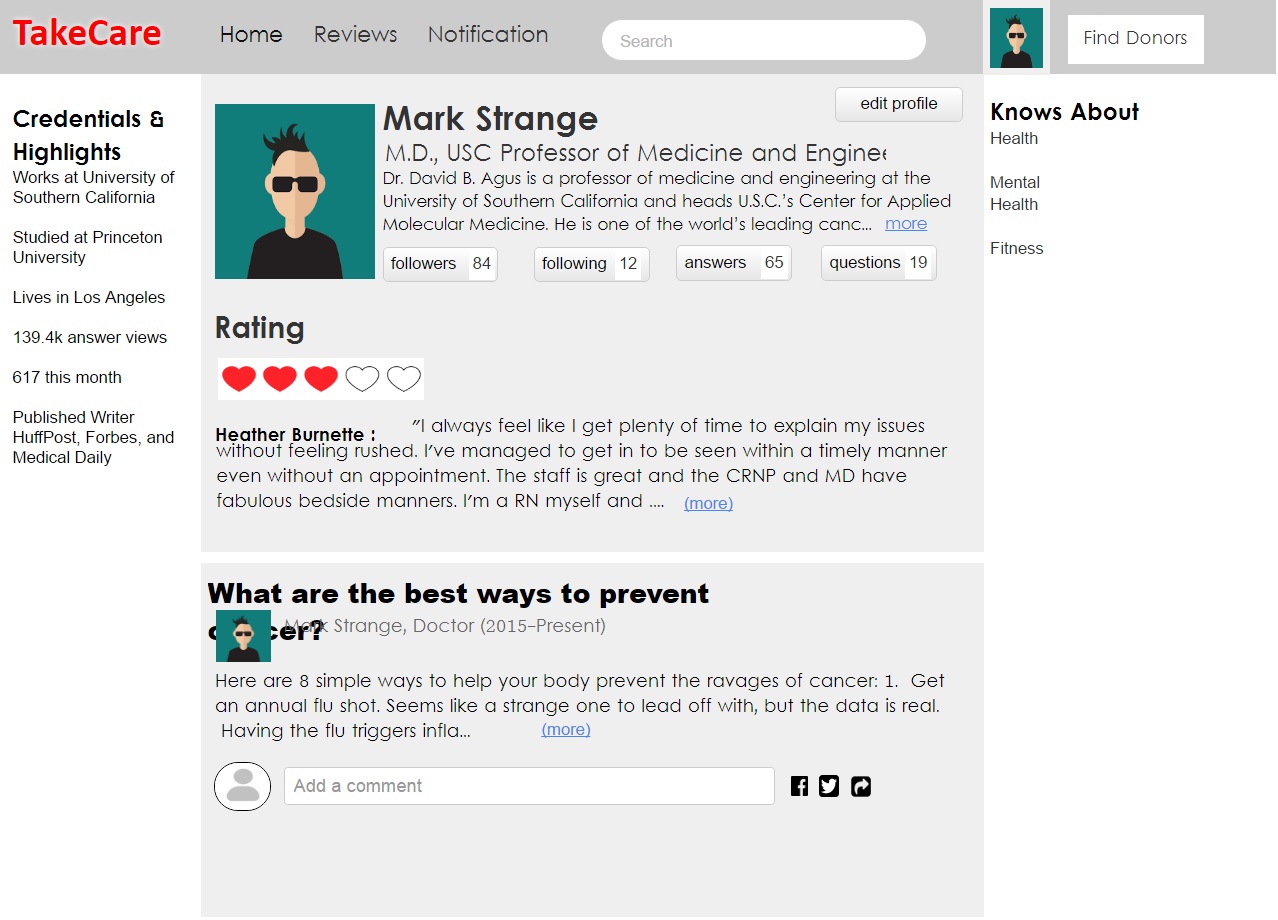 TakeCare
Home
Reviews
Notification
Search
Find Donors
Credentials &
Highlights
Works at University of
Southern California
Studied at Princeton
University
Lives in Los Angeles
139.4k answer views
617 this month
Published Writer
HuffPost, Forbes, and
Medical Daily
edit profile
Mark Strange
M.D., USC Professor of Medicine and Enginee
Dr. David B. Agus is a professor of medicine and engineering at the
University of Southern California and heads U.S.C.'s Center for Applied
Molecular Medicine. He is one of the world's leading canc... more
followers 84
following 12
answers 65
questions 19
Rating
Heather Burnette :
"I always feel like I get plenty of time to explain my issues
without feeling rushed. I've managed to get in to be seen within a timely manner
even without an appointment. The staff is great and the CRNP and MD have
fabulous bedside manners. I'm a RN myself and .... (more)
What are the best ways to prevent
cer?
Mark Strange, Doctor (2015-Present)
Here are 8 simple ways to help your body prevent the ravages of cancer: 1. Get
an annual flu shot. Seems like a strange one to lead off with, but the data is real.
Having the flu triggers infla... (more)
Add a comment
Knows About
Health
Mental
Health
Fitness